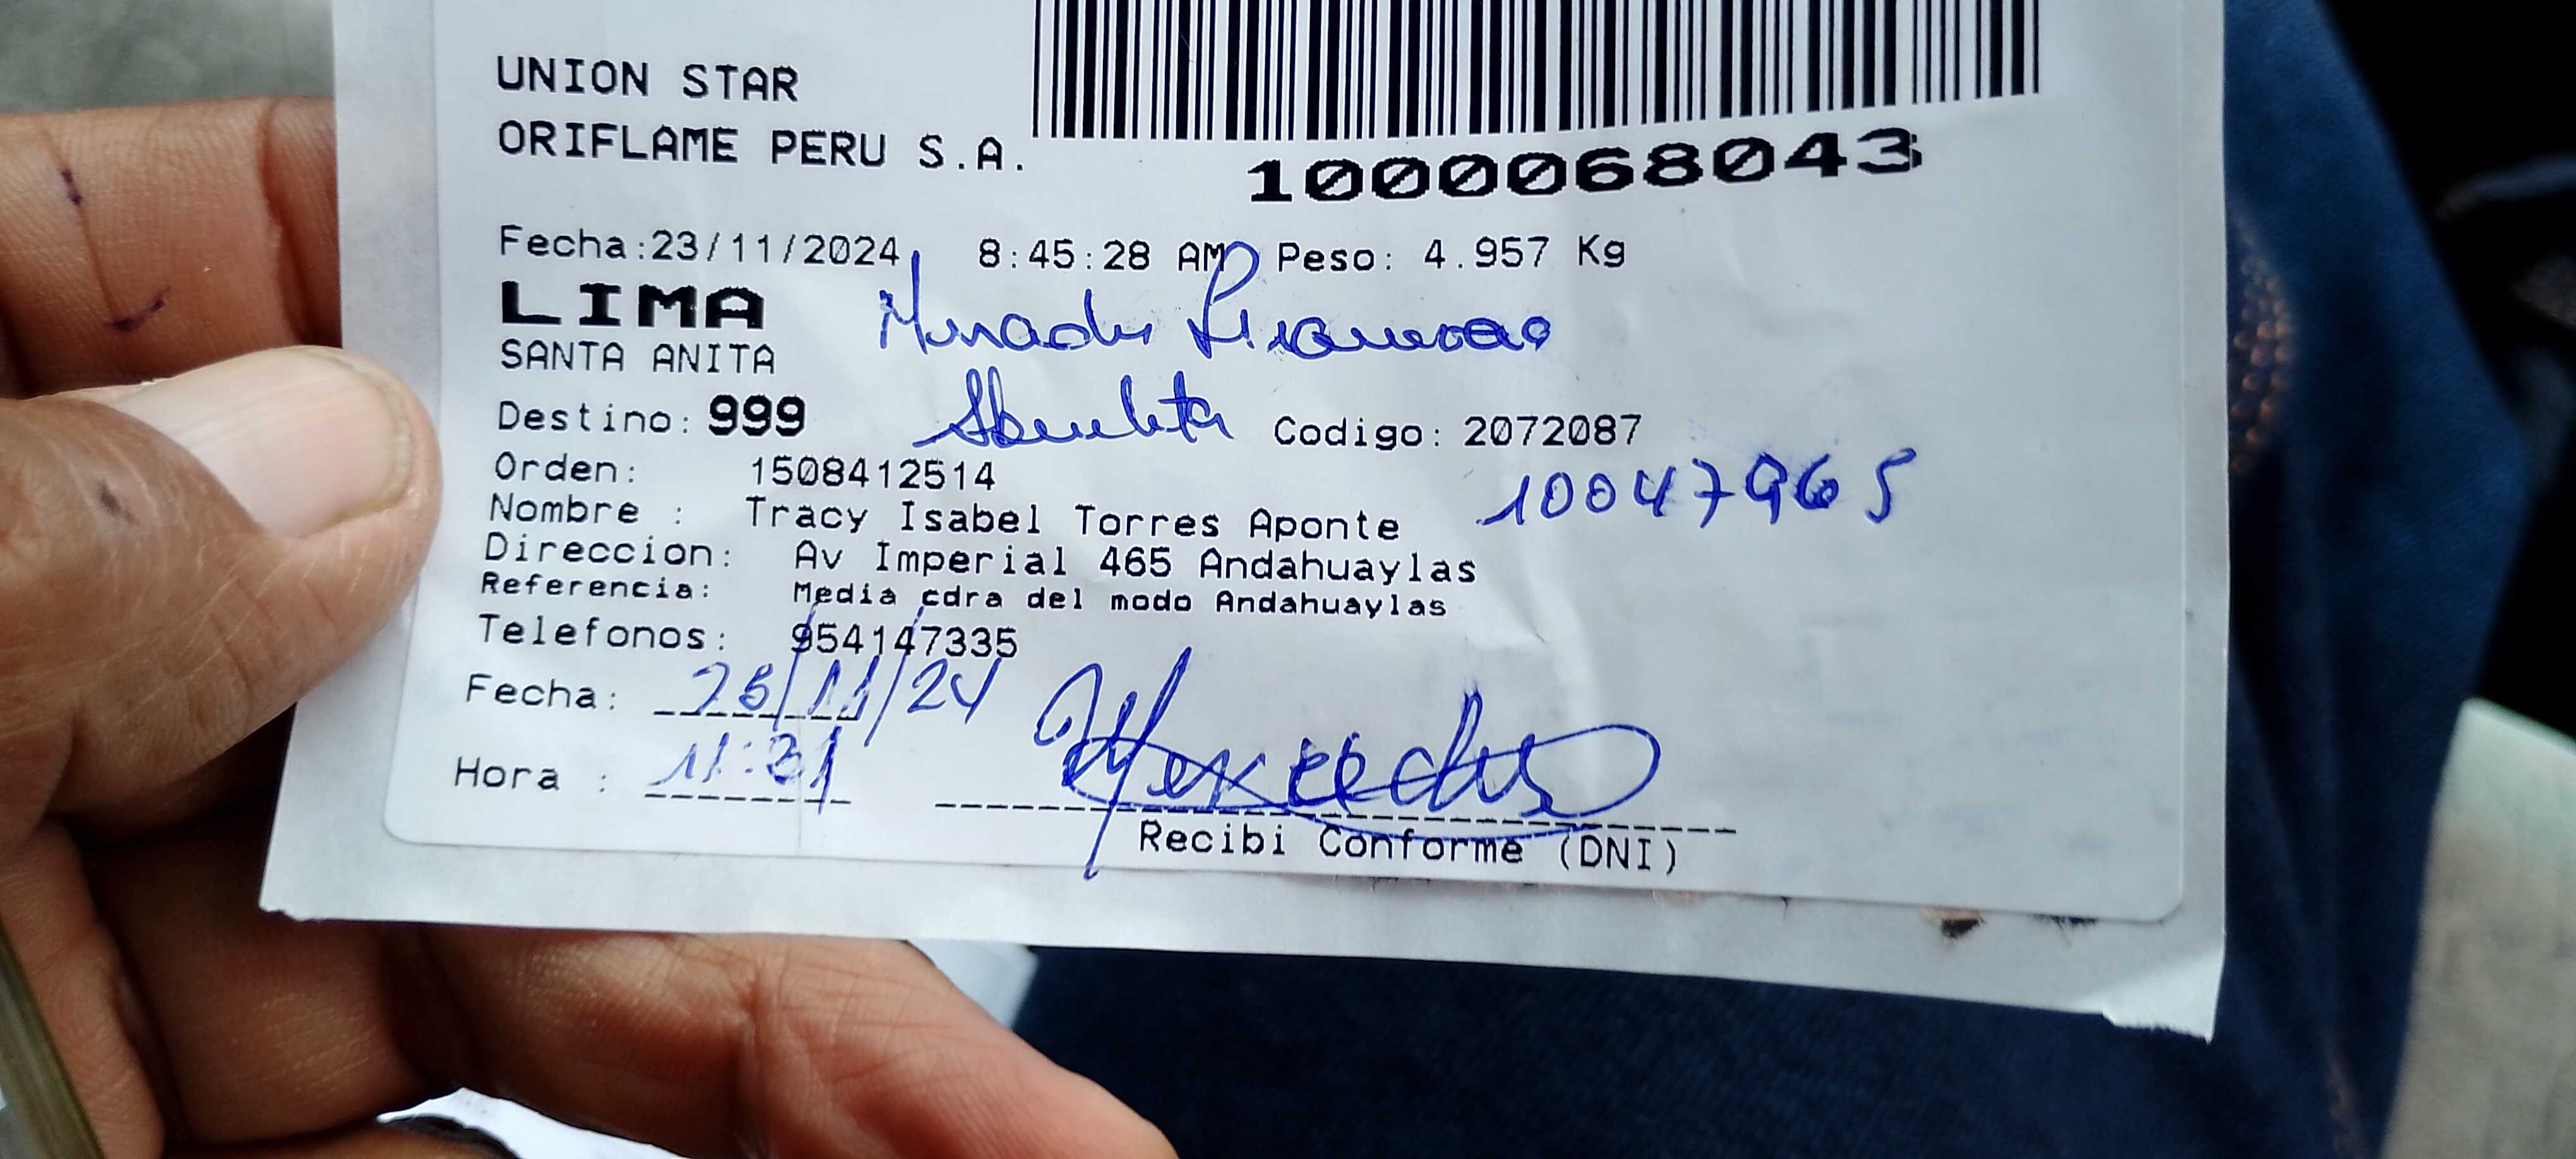 UNION STAR
ORIFLAME PERU S.A.
1000068043
Fecha:23/11/2024 8:45:28 AM Peso: 4.957 Kg
LIMA
SANTA ANITA
Abuelita
Destino: 999 Codigo: 2072087
Orden: 1508412514
10047965
Nombre : Tracy Isabel Torres Aponte
Direccion: Av Imperial 465 Andahuaylas
Referencia: Media cdra del modo Andahuaylas
Telefonos: 954147335
Fecha: 25/11/24
Hora : 11:31
Mercedes
Recibi Conforme (DNI)